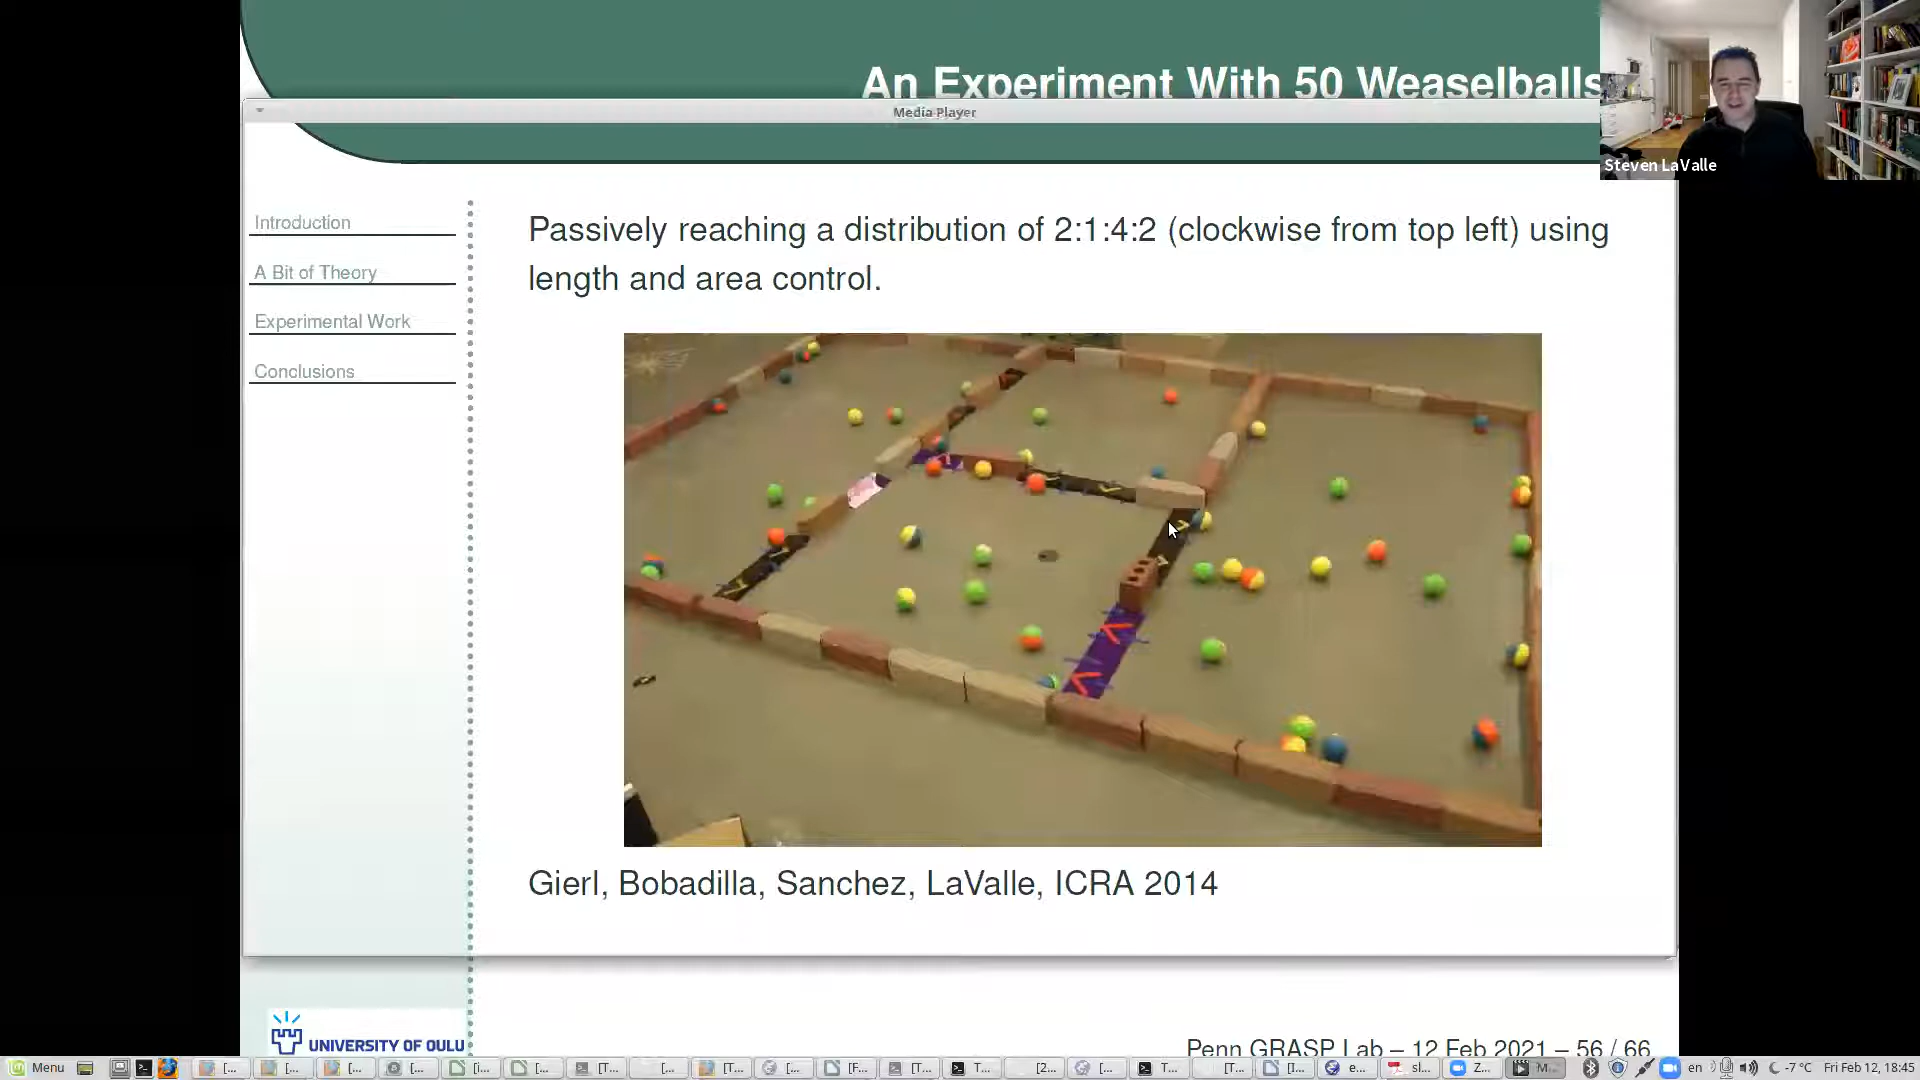 An Experiment With 50 Weaselballs
Media Player
Steven LaValle
Introduction
A Bit of Theory
Experimental Work
Conclusions
Passively reaching a distribution of 2:1:4:2 (clockwise from top left) using
length and area control.
Gierl, Bobadilla, Sanchez, LaValle, ICRA 2014
UNIVERSITY OF OULU
Penn GRASP Lab – 12 Feb 2021 – 56 / 66
Menu
[...
[...
[...
[...
[i...
[...
[T...
[...
[T...
[F...
[T...
T...
[2...
[...
T...
[T...
[i...
e...
sl...
Z...
M...
en
-7 °C
Fri Feb 12, 18:45